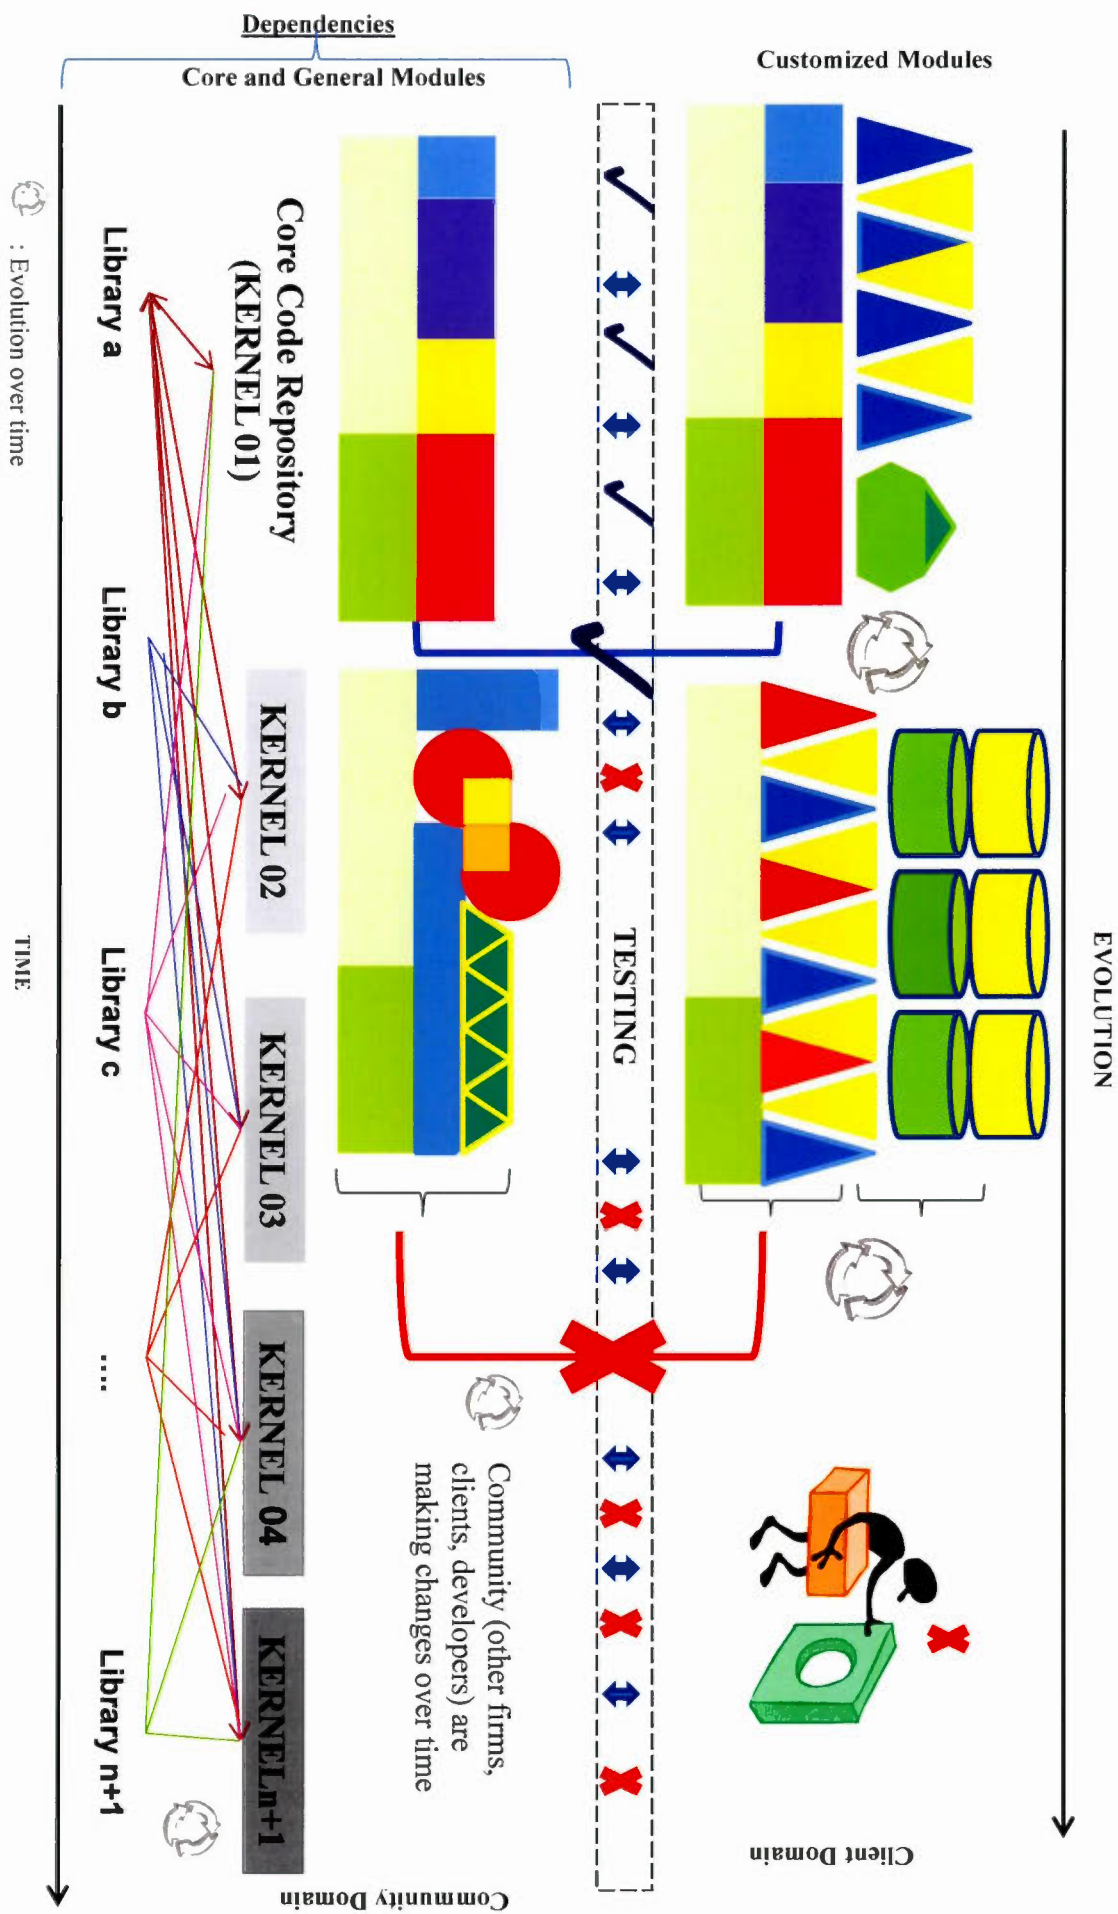 EVOLUTION
Customized Modules
Client Domain
TESTING
Dependencies
Core and General Modules
Community (other firms,
clients, developers) are
making changes over time
Community Domain
Core Code Repository
(KERNEL 01)
KERNEL 02
KERNEL 03
KERNEL 04
KERNELn+1
Library a
Library b
Library c
....
Library n+1
TIME
: Evolution over time